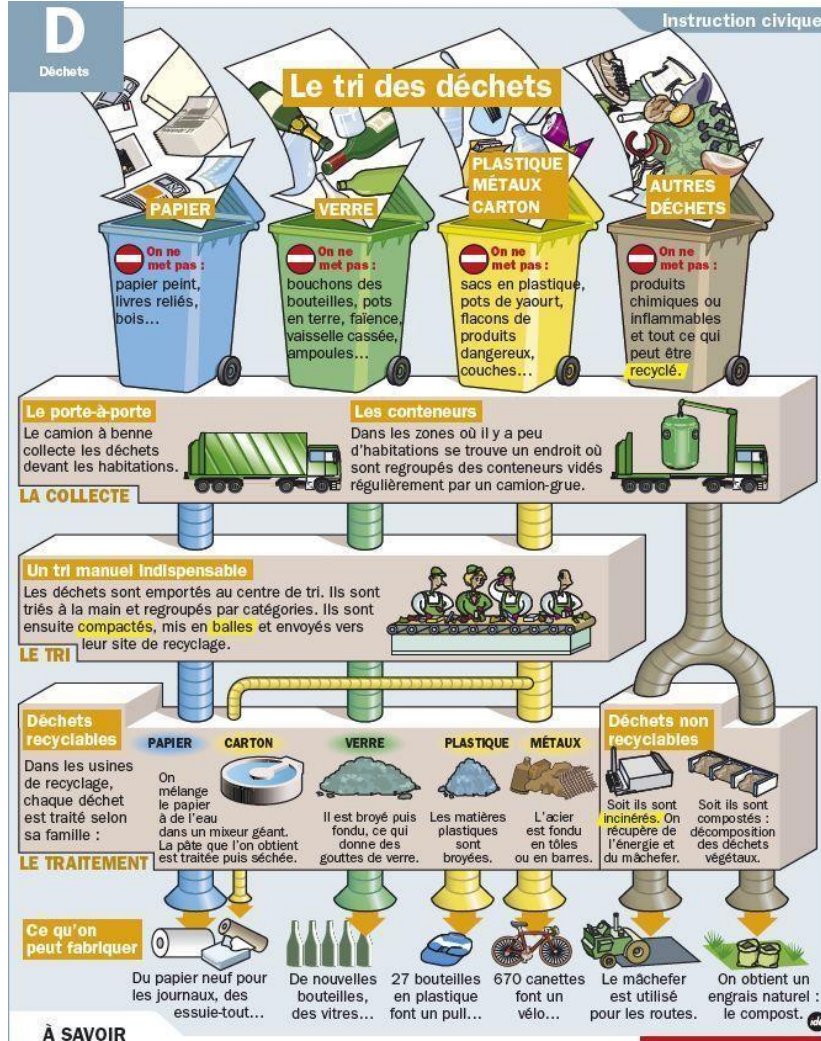 D
Déchets
Instruction civique
Le tri des déchets
PAPIER
VERRE
PLASTIQUE
MÉTAUX
CARTON
AUTRES
DÉCHETS
On ne
met pas :
papier peint,
livres reliés,
bois...
On ne
met pas :
bouchons des
bouteilles, pots
en terre, faïence,
vaisselle cassée,
ampoules...
On ne
met pas :
sacs en plastique,
pots de yaourt,
flacons de
produits
dangereux,
couches...
On ne
met pas :
produits
chimiques ou
inflammables
et tout ce qui
peut être
recyclé.
Le porte-à-porte
Le camion à benne
collecte les déchets
devant les habitations.
Les conteneurs
Dans les zones où il y a peu
d'habitations se trouve un endroit où
sont regroupés des conteneurs vidés
régulièrement par un camion-grue.
LA COLLECTE
Un tri manuel indispensable
Les déchets sont emportés au centre de tri. Ils sont
triés à la main et regroupés par catégories. Ils sont
ensuite compactés, mis en balles et envoyés vers
leur site de recyclage.
LE TRI
Déchets
recyclables
Dans les usines
de recyclage,
chaque déchet
est traité selon
sa famille :
PAPIER
CARTON
On
mélange
le papier
à de l'eau
dans un mixeur géant.
La pâte que l'on obtient
est traitée puis séchée.
VERRE
Il est broyé puis
fondu, ce qui
donne des
gouttes de verre.
PLASTIQUE
Les matières
plastiques
sont
broyées.
MÉTAUX
L'acier
est fondu
en tôles
ou en barres.
Déchets non
recyclables
Soit ils sont
incinérés. On
récupère de
l'énergie et
du mâchefer.
Soit ils sont
compostés :
décomposition
des déchets
végétaux.
LE TRAITEMENT
Ce qu'on
peut fabriquer
Du papier neuf pour
les journaux, des
essuie-tout...
De nouvelles
bouteilles,
des vitres...
27 bouteilles
en plastique
font un pull...
670 canettes
font un
vélo...
Le mâchefer
est utilisé
pour les routes.
On obtient un
engrais naturel :
le compost.
À SAVOIR